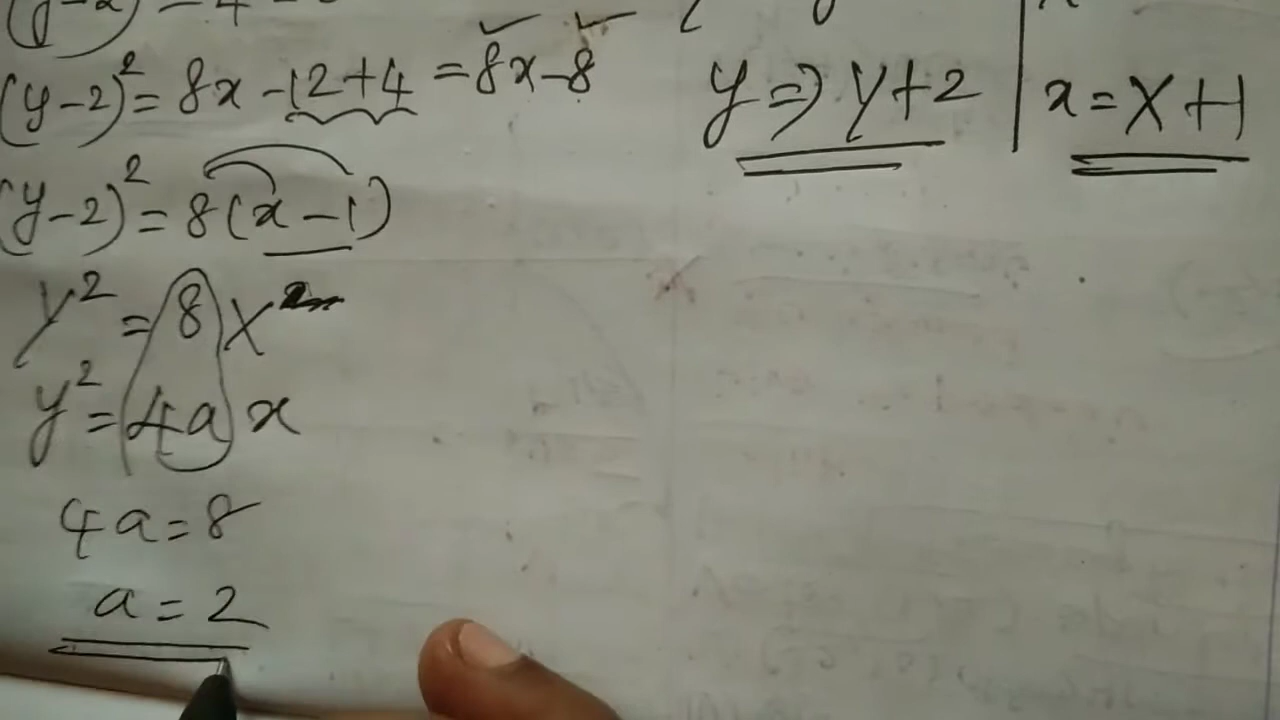 (y-2)² = 8x - 12 + 4 = 8x - 8
(y-2)² = 8(x - 1)
Y² = 8X
y² = 4a x
4a = 8
a = 2
y => Y+2 | x = X+1